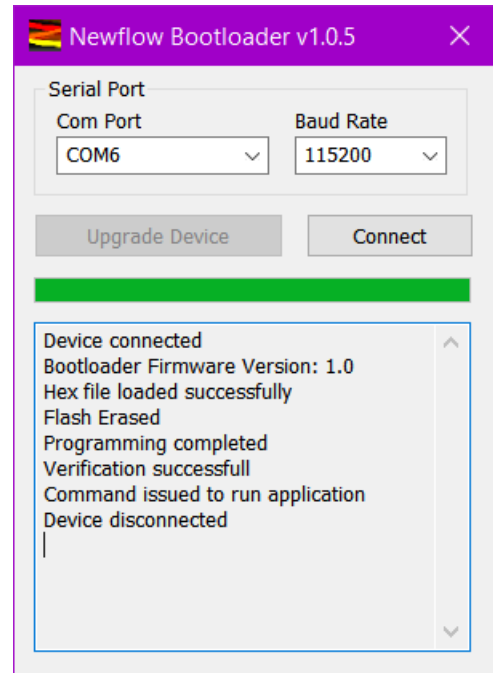 Newflow Bootloader v1.0.5
Serial Port
Com Port Baud Rate
COM6 115200
Upgrade Device Connect
Device connected
Bootloader Firmware Version: 1.0
Hex file loaded successfully
Flash Erased
Programming completed
Verification successfull
Command issued to run application
Device disconnected